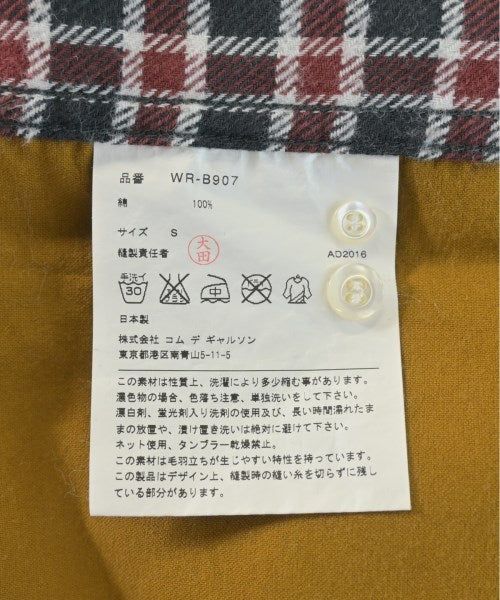 品番 WR-B907
綿 100%
サイズ S
縫製責任者 大田 AD2016
手洗イ 30 中
日本製
株式会社 コム デ ギャルソン
東京都港区南青山5-11-5
この素材は性質上、洗濯により多少縮む事があります。
濃色物の場合、色落ち注意、単独洗いをして下さい。
漂白剤、蛍光剤入り洗剤の使用及び、長い時間濡れたま
まの放置や、漬け置き洗いは絶対に避けて下さい。
ネット使用、タンブラー乾燥禁止。
この素材は毛羽立ちが生じやすい特性を持っています。
この製品はデザイン上、縫製時の縫い糸を切らずに残し
ている部分があります。